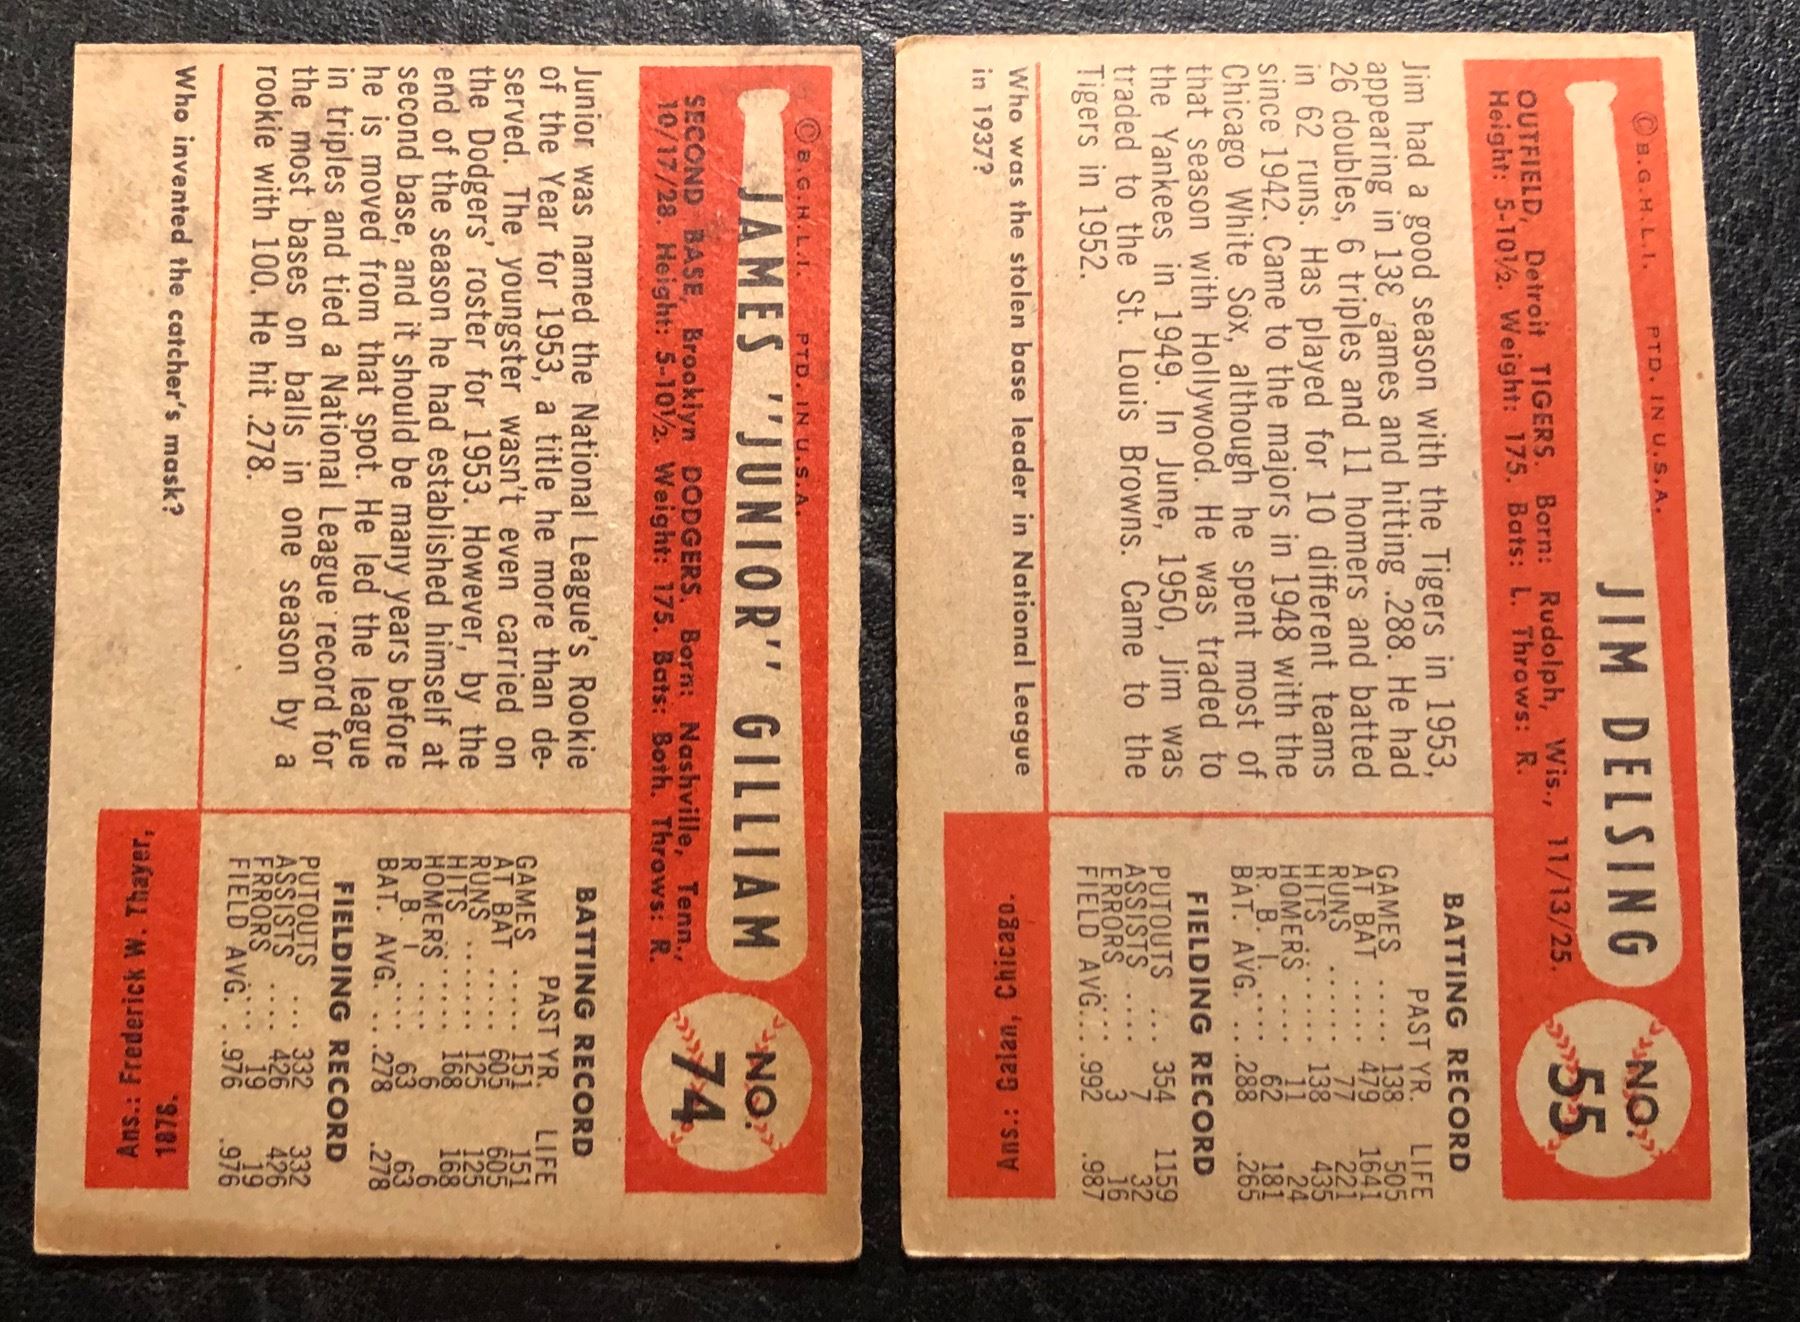 © B.G.H.L.I. PTD. IN U.S.A.
JAMES "JUNIOR" GILLIAM
NO.
74
SECOND BASE, Brooklyn DODGERS. Born: Nashville, Tenn.,
10/17/28. Height: 5-10½. Weight: 175. Bats: Both. Throws: R.
Junior was named the National League's Rookie
of the Year for 1953, a title he more than de-
served. The youngster wasn't even carried on
the Dodgers' roster for 1953. However, by the
end of the season he had established himself at
second base, and it should be many years before
he is moved from that spot. He led the league
in triples and tied a National League record for
the most bases on balls in one season by a
rookie with 100. He hit .278.
BATTING RECORD
PAST YR. LIFE
GAMES ..... 151 151
AT BAT ..... 605 605
RUNS ...... 125 125
HITS ...... 168 168
HOMERS ..... 6 6
R. B. I. .... 63 63
BAT. AVG. .. .278 .278
FIELDING RECORD
PUTOUTS ... 332 332
ASSISTS .... 426 426
ERRORS .... 19 19
FIELD AVG. . .976 .976
Who invented the catcher's mask?
Ans.: Frederick W. Thayer,
1876.
© B.G.H.L.I. PTD. IN U.S.A.
JIM DELSING
NO.
55
OUTFIELD, Detroit TIGERS. Born: Rudolph, Wis., 11/13/25.
Height: 5-10½. Weight: 175. Bats: L. Throws: R.
Jim had a good season with the Tigers in 1953,
appearing in 138 games and hitting .288. He had
26 doubles, 6 triples and 11 homers and batted
in 62 runs. Has played for 10 different teams
since 1942. Came to the majors in 1948 with the
Chicago White Sox, although he spent most of
that season with Hollywood. He was traded to
the Yankees in 1949. In June, 1950, Jim was
traded to the St. Louis Browns. Came to the
Tigers in 1952.
BATTING RECORD
PAST YR. LIFE
GAMES ..... 138 505
AT BAT ..... 479 1641
RUNS ...... 77 221
HITS ...... 138 435
HOMERS ..... 11 24
R. B. I. .... 62 181
BAT. AVG. .. .288 .265
FIELDING RECORD
PUTOUTS ... 354 1159
ASSISTS .... 7 32
ERRORS .... 3 16
FIELD AVG. . .992 .987
Who was the stolen base leader in National League
in 1937?
Ans.: Galan, Chicago.